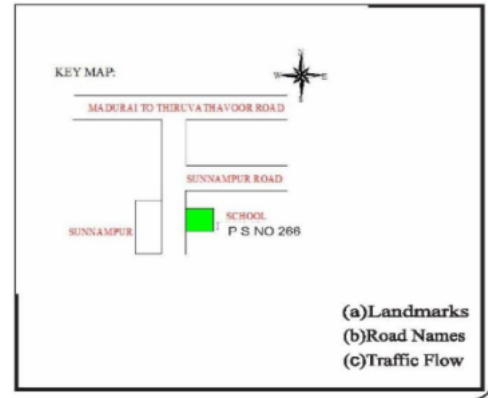 N
W E
S
KEY MAP:
MADURAI TO THIRUVATHAVOOR ROAD
SUNNAMPUR ROAD
SCHOOL
P S NO 266
SUNNAMPUR
(a)Landmarks
(b)Road Names
(c)Traffic Flow